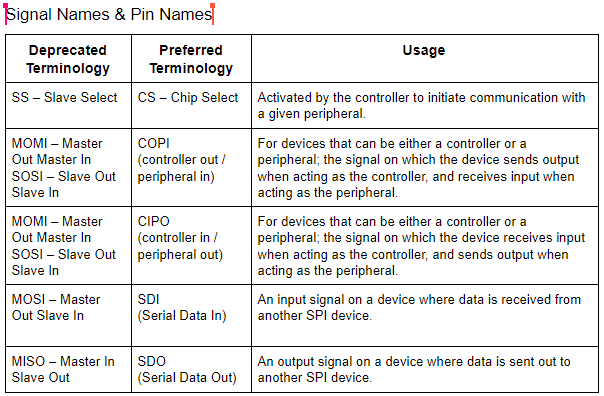 Signal Names & Pin Names
Deprecated
Terminology
Preferred
Terminology
Usage
SS – Slave Select
CS – Chip Select
Activated by the controller to initiate communication with
a given peripheral.
MOMI – Master
Out Master In
SOSI – Slave Out
Slave In
COPI
(controller out /
peripheral in)
For devices that can be either a controller or a
peripheral; the signal on which the device sends output
when acting as the controller, and receives input when
acting as the peripheral.
MOMI – Master
Out Master In
SOSI – Slave Out
Slave In
CIPO
(controller in /
peripheral out)
For devices that can be either a controller or a
peripheral; the signal on which the device receives input
when acting as the controller, and sends output when
acting as the peripheral.
MOSI – Master
Out Slave In
SDI
(Serial Data In)
An input signal on a device where data is received from
another SPI device.
MISO – Master In
Slave Out
SDO
(Serial Data Out)
An output signal on a device where data is sent out to
another SPI device.